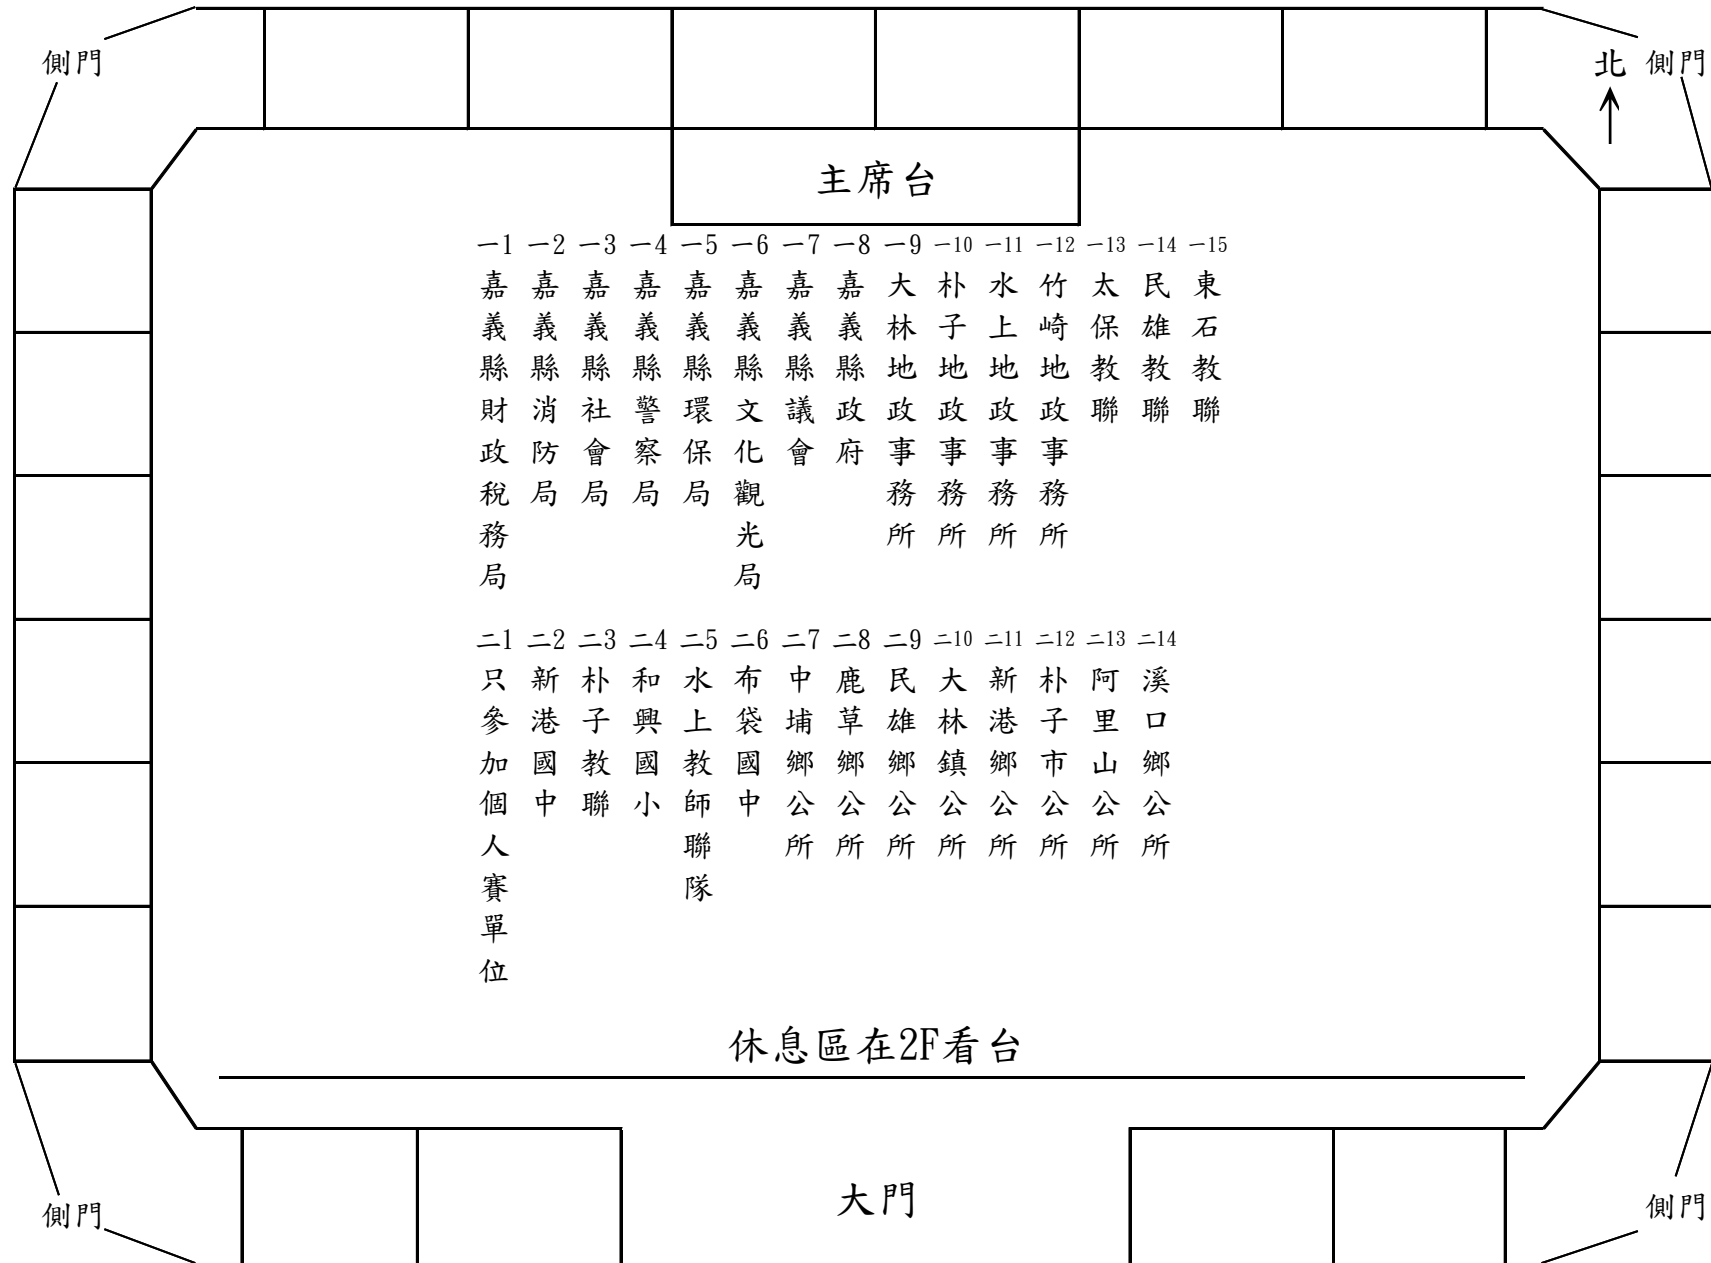 側門
北
側門
主席台
一1嘉義縣財政稅務局
一2嘉義縣消防局
一3嘉義縣社會局
一4嘉義縣警察局
一5嘉義縣環保局
一6嘉義縣文化觀光局
一7嘉義縣議會
一8嘉義縣政府
一9大林地政事務所
一10朴子地政事務所
一11水上地政事務所
一12竹崎地政事務所
一13太保教聯
一14民雄教聯
一15東石教聯
二1只參加個人賽單位
二2新港國中
二3朴子教聯
二4和興國小
二5水上教師聯隊
二6布袋國中
二7中埔鄉公所
二8鹿草鄉公所
二9民雄鄉公所
二10大林鎮公所
二11新港鄉公所
二12朴子市公所
二13阿里山公所
二14溪口鄉公所
休息區在2F看台
側門
大門
側門